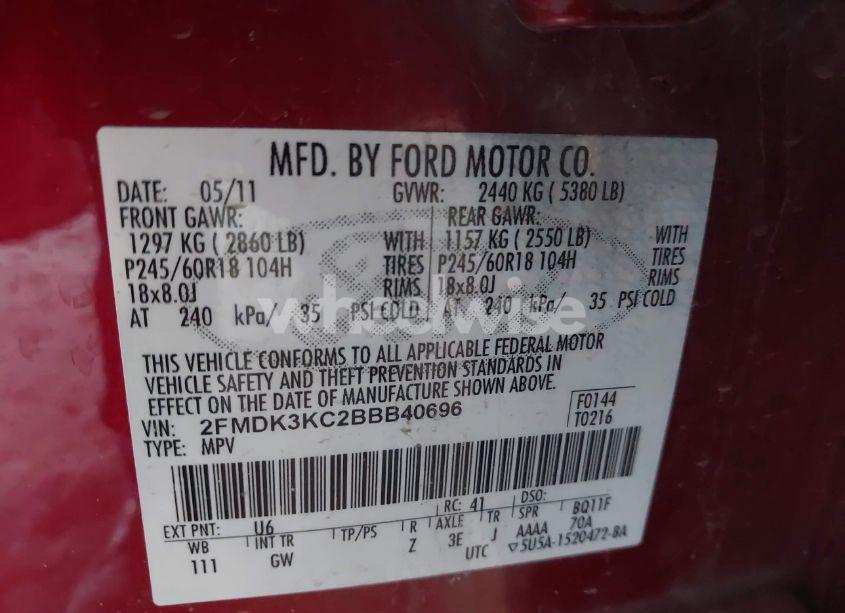 MFD. BY FORD MOTOR CO.
DATE: 05/11 GVWR: 2440 KG ( 5380 LB)
FRONT GAWR: REAR GAWR:
1297 KG ( 2860 LB) WITH 1157 KG ( 2550 LB) WITH
P245/60R18 104H TIRES P245/60R18 104H TIRES
18x8.0J RIMS 18x8.0J RIMS
AT 240 kPa/ 35 PSI COLD AT 240 kPa/ 35 PSI COLD
wheelwise
THIS VEHICLE CONFORMS TO ALL APPLICABLE FEDERAL MOTOR
VEHICLE SAFETY AND THEFT PREVENTION STANDARDS IN
EFFECT ON THE DATE OF MANUFACTURE SHOWN ABOVE.
VIN: 2FMDK3KC2BBB40696 F0144
TYPE: MPV T0216
EXT PNT: U6 RC: 41 DSO:
WB INT TR TP/PS R AXLE TR SPR BQ11F
111 GW Z 3E J AAAA 70A
UTC ▽5U5A-1520472-BA